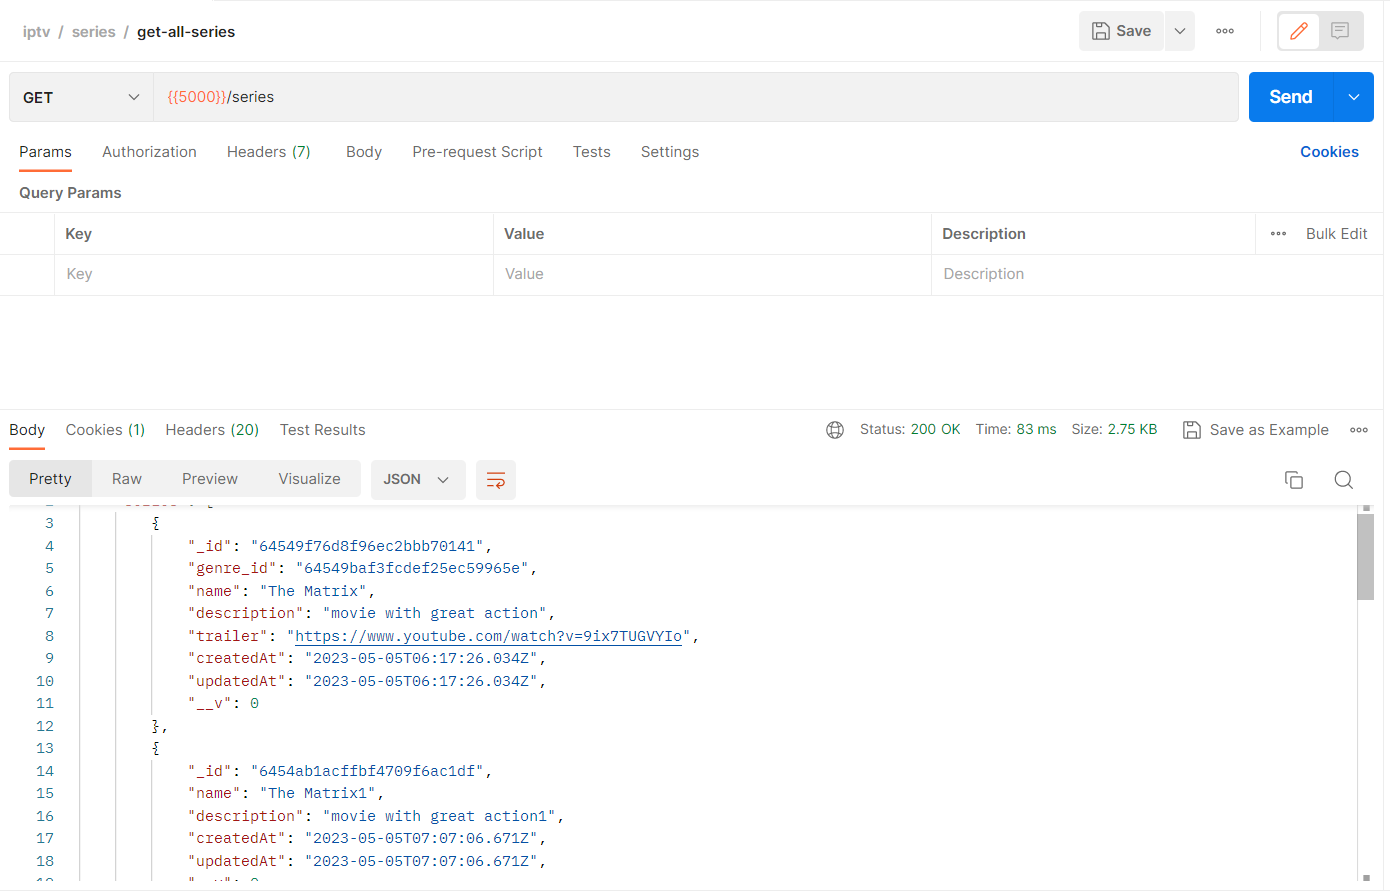 iptv / series / get-all-series
Save
GET
{{5000}}/series
Send
Params Authorization Headers (7) Body Pre-request Script Tests Settings Cookies
Query Params
Key Value Description Bulk Edit
Key Value Description
Body Cookies (1) Headers (20) Test Results Status: 200 OK Time: 83 ms Size: 2.75 KB Save as Example
Pretty Raw Preview Visualize JSON
3 {
4 "_id": "64549f76d8f96ec2bbb70141",
5 "genre_id": "64549baf3fcdef25ec59965e",
6 "name": "The Matrix",
7 "description": "movie with great action",
8 "trailer": "https://www.youtube.com/watch?v=9ix7TUGVYIo",
9 "createdAt": "2023-05-05T06:17:26.034Z",
10 "updatedAt": "2023-05-05T06:17:26.034Z",
11 "__v": 0
12 },
13 {
14 "_id": "6454ab1acffbf4709f6ac1df",
15 "name": "The Matrix1",
16 "description": "movie with great action1",
17 "createdAt": "2023-05-05T07:07:06.671Z",
18 "updatedAt": "2023-05-05T07:07:06.671Z",